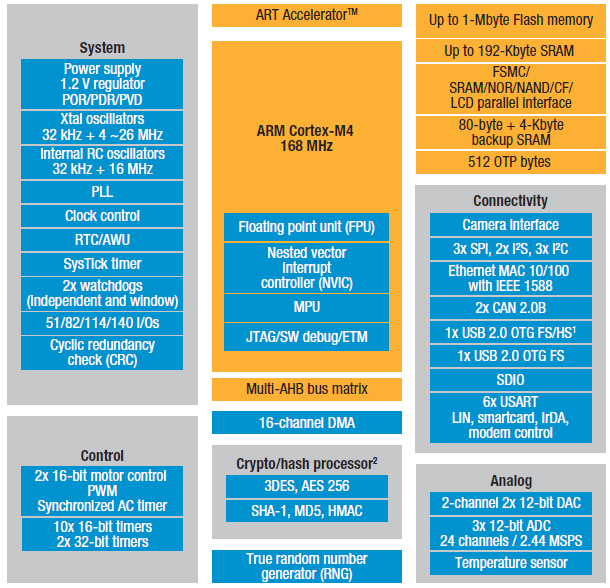 System
Power supply
1.2 V regulator
POR/PDR/PVD
Xtal oscillators
32 kHz + 4 ~26 MHz
Internal RC oscillators
32 kHz + 16 MHz
PLL
Clock control
RTC/AWU
SysTick timer
2x watchdogs
(independent and window)
51/82/114/140 I/Os
Cyclic redundancy
check (CRC)
Control
2x 16-bit motor control
PWM
Synchronized AC timer
10x 16-bit timers
2x 32-bit timers
ART Accelerator™
ARM Cortex-M4
168 MHz
Floating point unit (FPU)
Nested vector
interrupt
controller (NVIC)
MPU
JTAG/SW debug/ETM
Multi-AHB bus matrix
16-channel DMA
Crypto/hash processor²
3DES, AES 256
SHA-1, MD5, HMAC
True random number
generator (RNG)
Up to 1-Mbyte Flash memory
Up to 192-Kbyte SRAM
FSMC/
SRAM/NOR/NAND/CF/
LCD parallel interface
80-byte + 4-Kbyte
backup SRAM
512 OTP bytes
Connectivity
Camera interface
3x SPI, 2x I²S, 3x I²C
Ethernet MAC 10/100
with IEEE 1588
2x CAN 2.0B
1x USB 2.0 OTG FS/HS¹
1x USB 2.0 OTG FS
SDIO
6x USART
LIN, smartcard, IrDA,
modem control
Analog
2-channel 2x 12-bit DAC
3x 12-bit ADC
24 channels / 2.44 MSPS
Temperature sensor